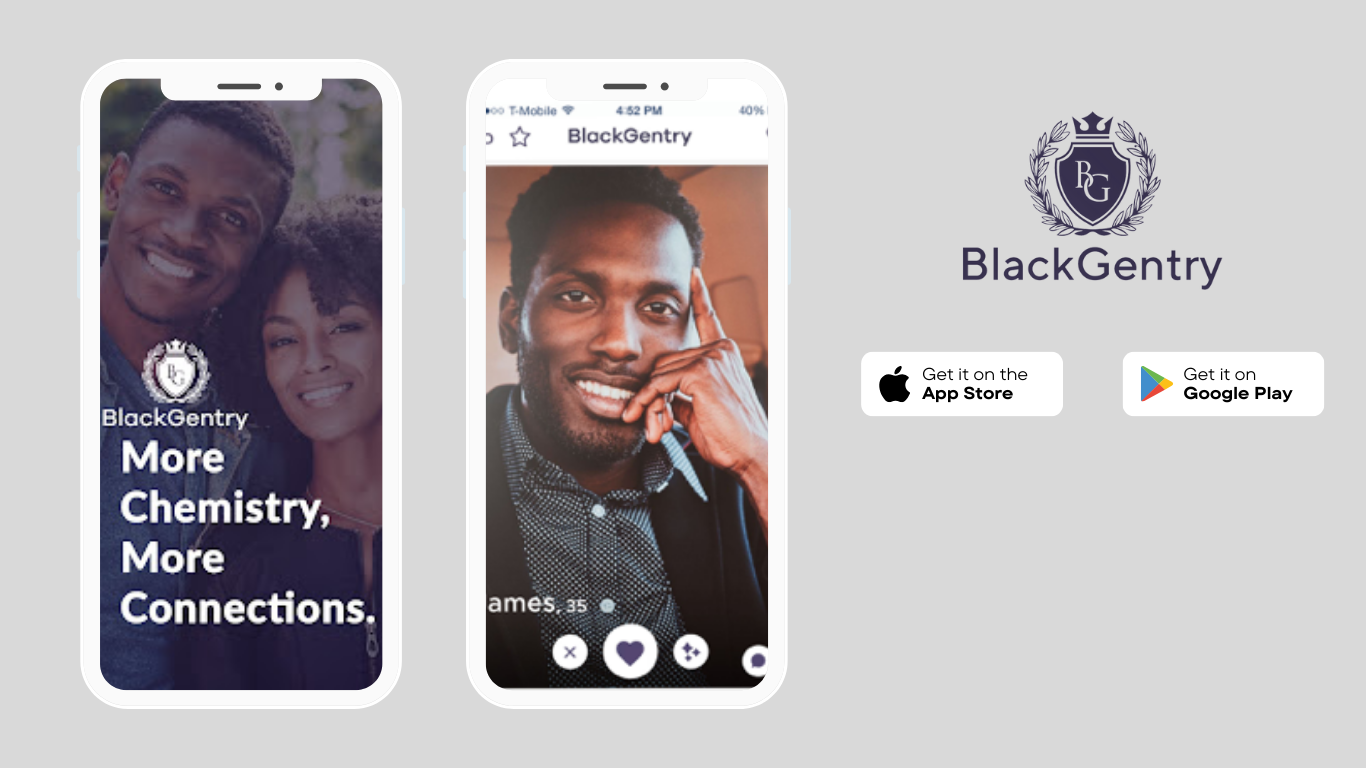 BG
BlackGentry
More
Chemistry,
More
Connections.
T-Mobile 4:52 PM 40%
BlackGentry
ames, 35
BG
BlackGentry
Get it on the
App Store
Get it on
Google Play